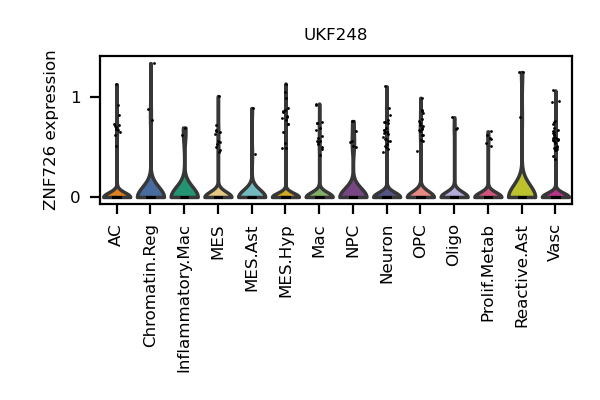 UKF248
ZNF726 expression
1
0
AC
Chromatin.Reg
Inflammatory.Mac
MES
MES.Ast
MES.Hyp
Mac
NPC
Neuron
OPC
Oligo
Prolif.Metab
Reactive.Ast
Vasc